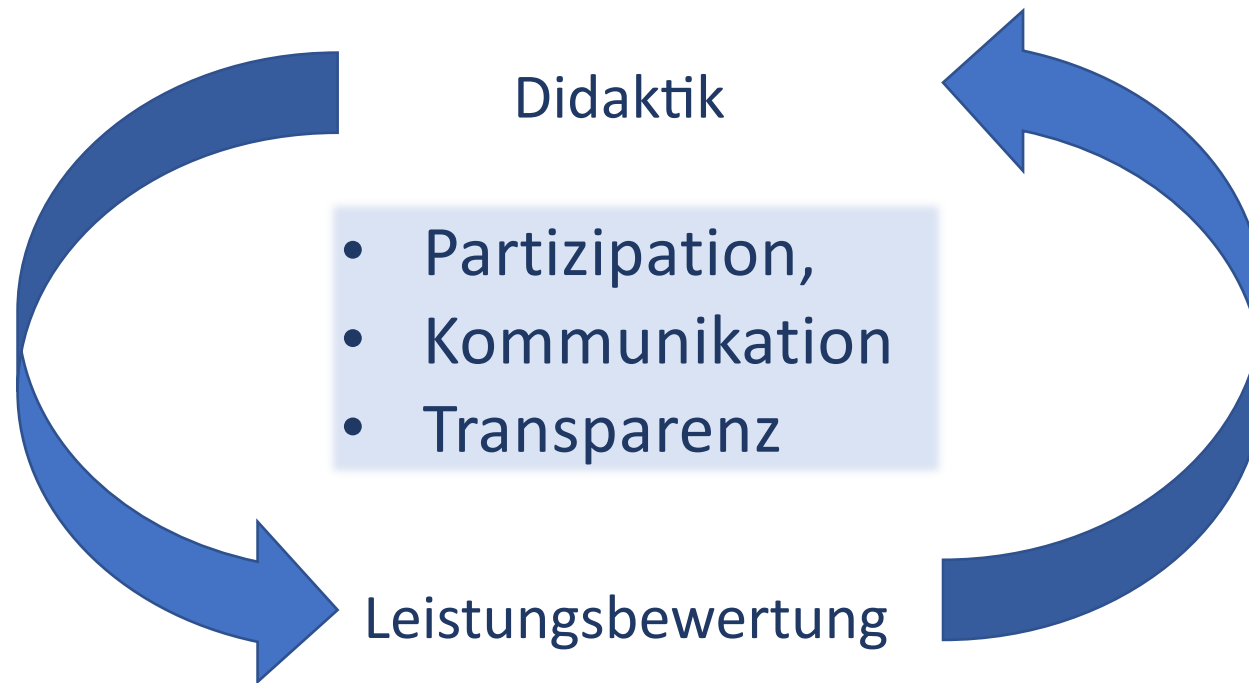 Didaktik
• Partizipation,
• Kommunikation
• Transparenz
Leistungsbewertung